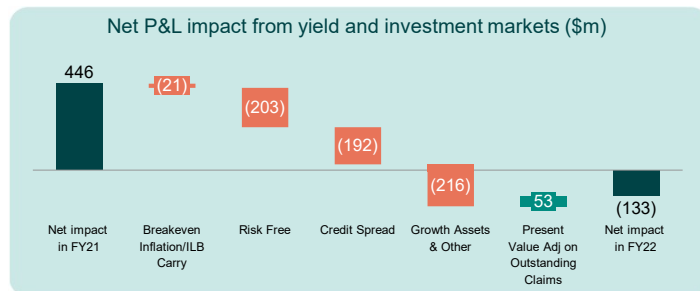 Net P&L impact from yield and investment markets ($m)
446
(21)
(203)
(192)
(216)
53
(133)
Net impact
in FY21
Breakeven
Inflation/ILB
Carry
Risk Free
Credit Spread
Growth Assets
& Other
Present
Value Adj on
Outstanding
Claims
Net impact
in FY22